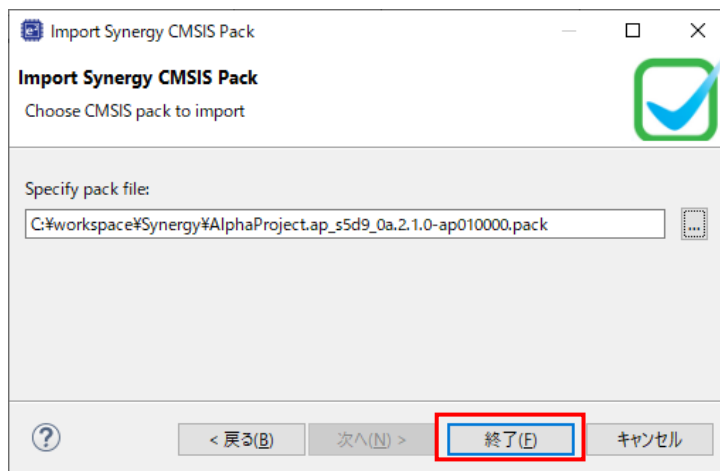 Import Synergy CMSIS Pack
Import Synergy CMSIS Pack
Choose CMSIS pack to import
Specify pack file:
C:¥workspace¥Synergy¥AlphaProject.ap_s5d9_0a.2.1.0-ap010000.pack
...
< 戻る(B) 次へ(N) > 終了(F) キャンセル